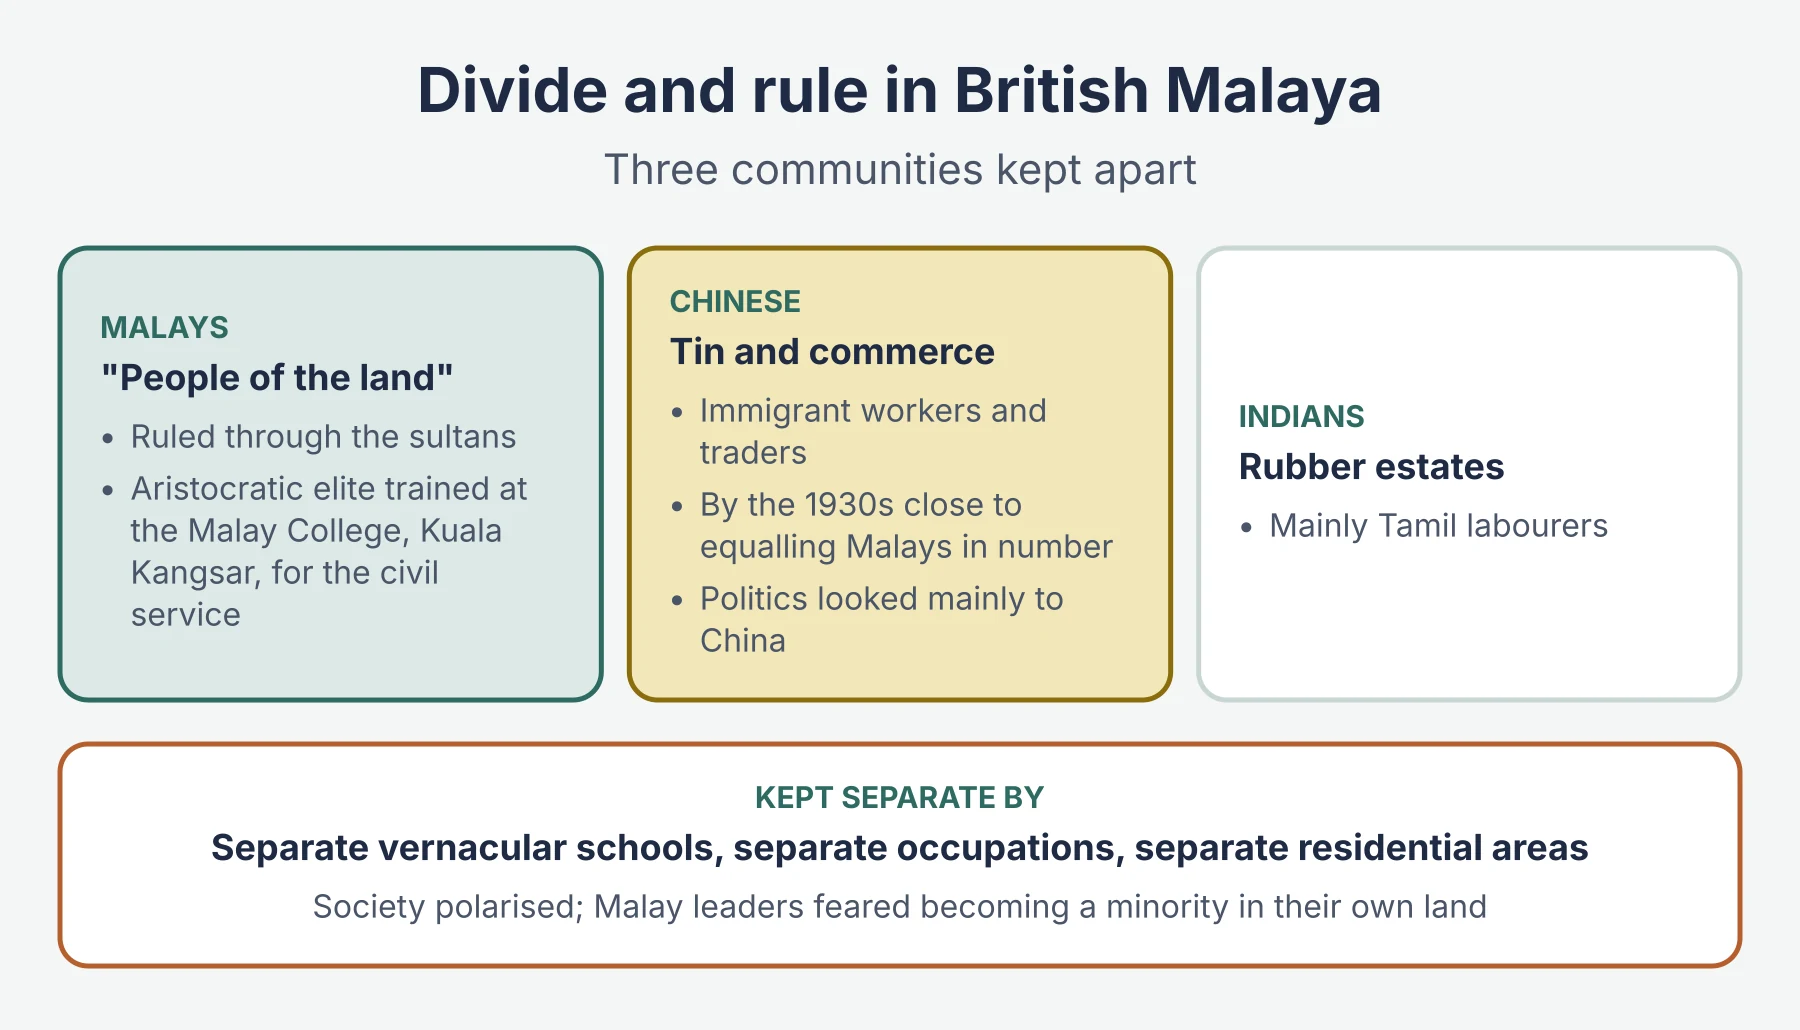 Divide and rule in British Malaya
Three communities kept apart
MALAYS
"People of the land"
• Ruled through the sultans
• Aristocratic elite trained at
the Malay College, Kuala
Kangsar, for the civil
service
CHINESE
Tin and commerce
• Immigrant workers and
traders
• By the 1930s close to
equalling Malays in number
• Politics looked mainly to
China
INDIANS
Rubber estates
• Mainly Tamil labourers
KEPT SEPARATE BY
Separate vernacular schools, separate occupations, separate residential areas
Society polarised; Malay leaders feared becoming a minority in their own land